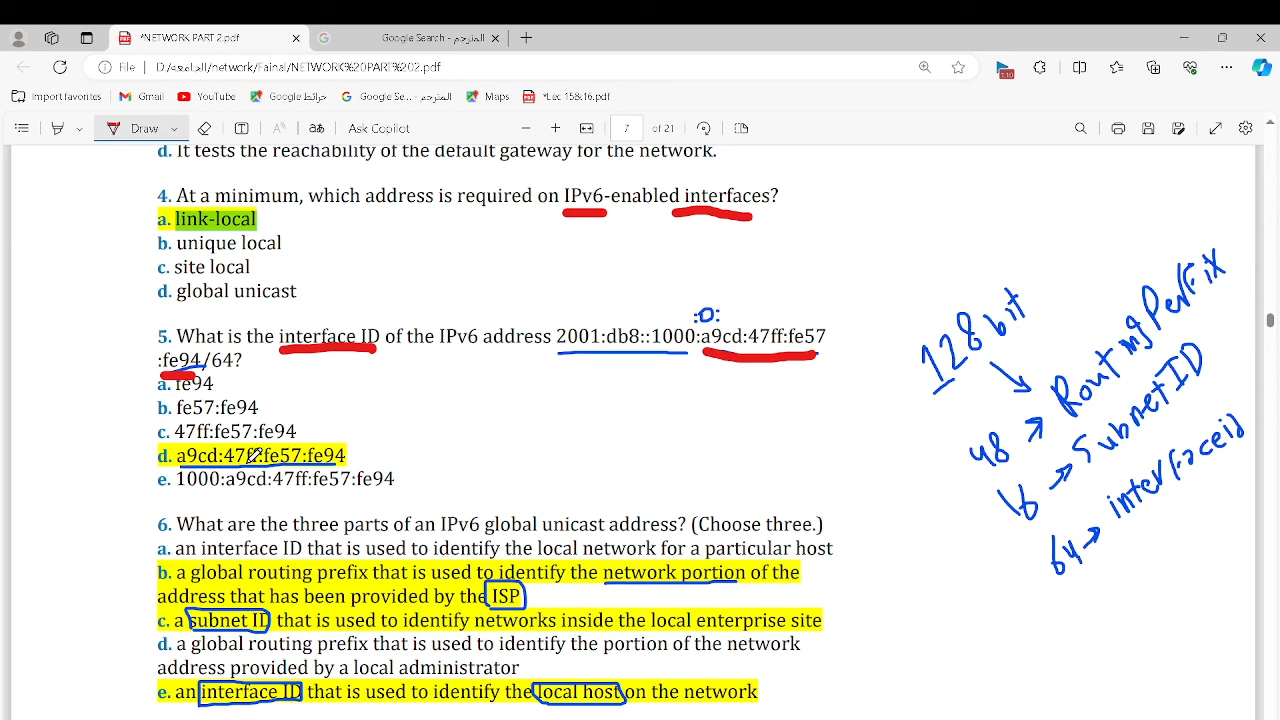 *NETWORK PART 2.pdf
Google Search - المترجم
File D:/الجامعه/network/Fainal/NETWORK%20PART%202.pdf
1.10
Import favorites Gmail YouTube خرائط Google Google Se... - المترجم Maps *Lec 15&16.pdf
Draw Ask Copilot 7 of 21
d. It tests the reachability of the default gateway for the network.
4. At a minimum, which address is required on IPv6-enabled interfaces?
a. link-local
b. unique local
c. site local
d. global unicast
:0:
5. What is the interface ID of the IPv6 address 2001:db8::1000:a9cd:47ff:fe57
:fe94/64?
a. fe94
b. fe57:fe94
c. 47ff:fe57:fe94
d. a9cd:47ff:fe57:fe94
e. 1000:a9cd:47ff:fe57:fe94
6. What are the three parts of an IPv6 global unicast address? (Choose three.)
a. an interface ID that is used to identify the local network for a particular host
b. a global routing prefix that is used to identify the network portion of the
address that has been provided by the ISP
c. a subnet ID that is used to identify networks inside the local enterprise site
d. a global routing prefix that is used to identify the portion of the network
address provided by a local administrator
e. an interface ID that is used to identify the local host on the network
128 bit
48 → Routing Perfix
16 → Subnet ID
64 → interface id